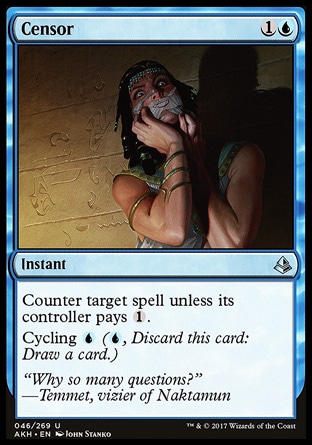 Censor 1
Instant
Counter target spell unless its
controller pays 1.
Cycling (, Discard this card:
Draw a card.)
"Why so many questions?"
—Temmet, vizier of Naktamun
046/269 U
AKH • EN John Stanko ™ & © 2017 Wizards of the Coast